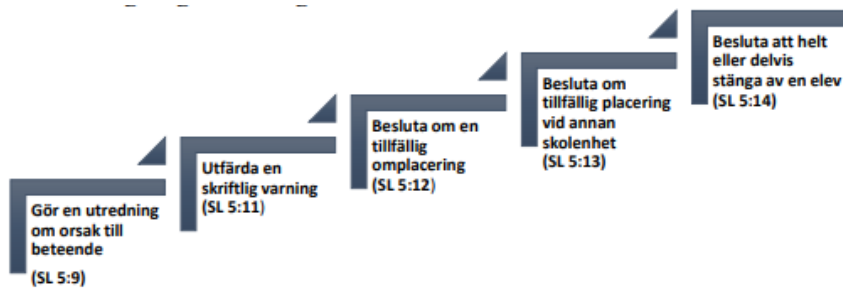 Gör en utredning
om orsak till
beteende
(SL 5:9)
Utfärda en
skriftlig varning
(SL 5:11)
Besluta om en
tillfällig
omplacering
(SL 5:12)
Besluta om
tillfällig placering
vid annan
skolenhet
(SL 5:13)
Besluta att helt
eller delvis
stänga av en elev
(SL 5:14)